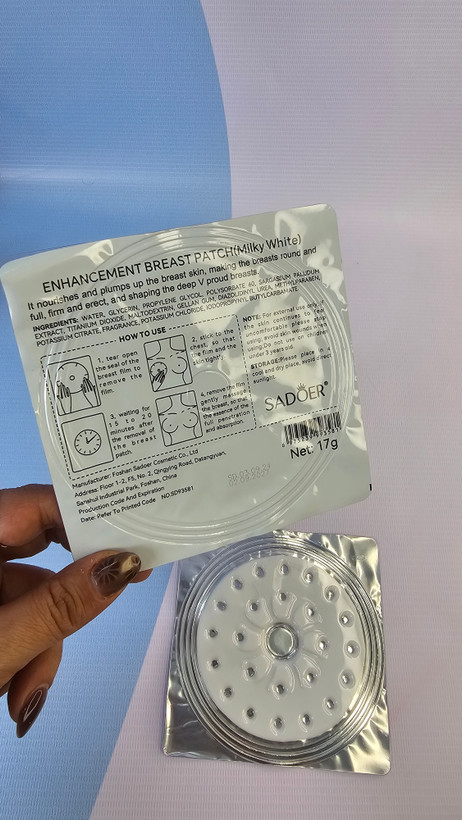 ENHANCEMENT BREAST PATCH(Milky White)
It nourishes and plumps up the breast skin, making the breasts round and
full, firm and erect, and shaping the deep V proud breasts.
INGREDIENTS: WATER, GLYCERIN, PROPYLENE GLYCOL, POLYSORBATE 60, SARGASSUM PALLIDUM
EXTRACT, TITANIUM DIOXIDE, MALTODEXTRIN, GELLAN GUM, DIAZOLIDINYL UREA, METHYLPARABEN,
POTASSIUM CITRATE, FRAGRANCE, POTASSIUM CHLORIDE, IODOPROPYNYL BUTYLCARBAMATE.
HOW TO USE
1, tear open
the seal of the
breast film to
remove the
film.
2, stick to the
chest, so that
the film and the
skin tightly.
3, waiting for
15 to 20
minutes after
the removal of
the breast
patch.
4, remove the film
gently massage
the breast, so that
the essence of the
full penetration
and absorption.
NOTE: For external use only, if
the skin continues to feel
uncomfortable please stop
using; avoid skin wounds when
using; Do not use on children
under 3 years old.
STORAGE: Please place in a
cool and dry place, avoid direct
sunlight.
SADOER®
Net: 17g
Manufacturer: Foshan Sadoer Cosmetic Co., Ltd
Address: Floor 1-2, F5, No. 2, Qingying Road, Datangyuan,
Sanshui Industrial Park, Foshan, China
Production Code And Expiration
Date: Refer To Printed Code NO.SD93581